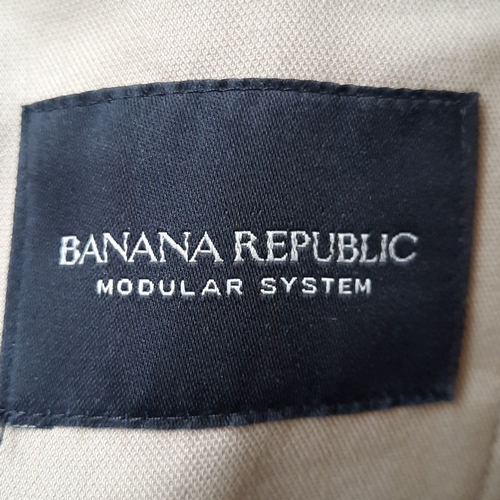 BANANA REPUBLIC
MODULAR SYSTEM